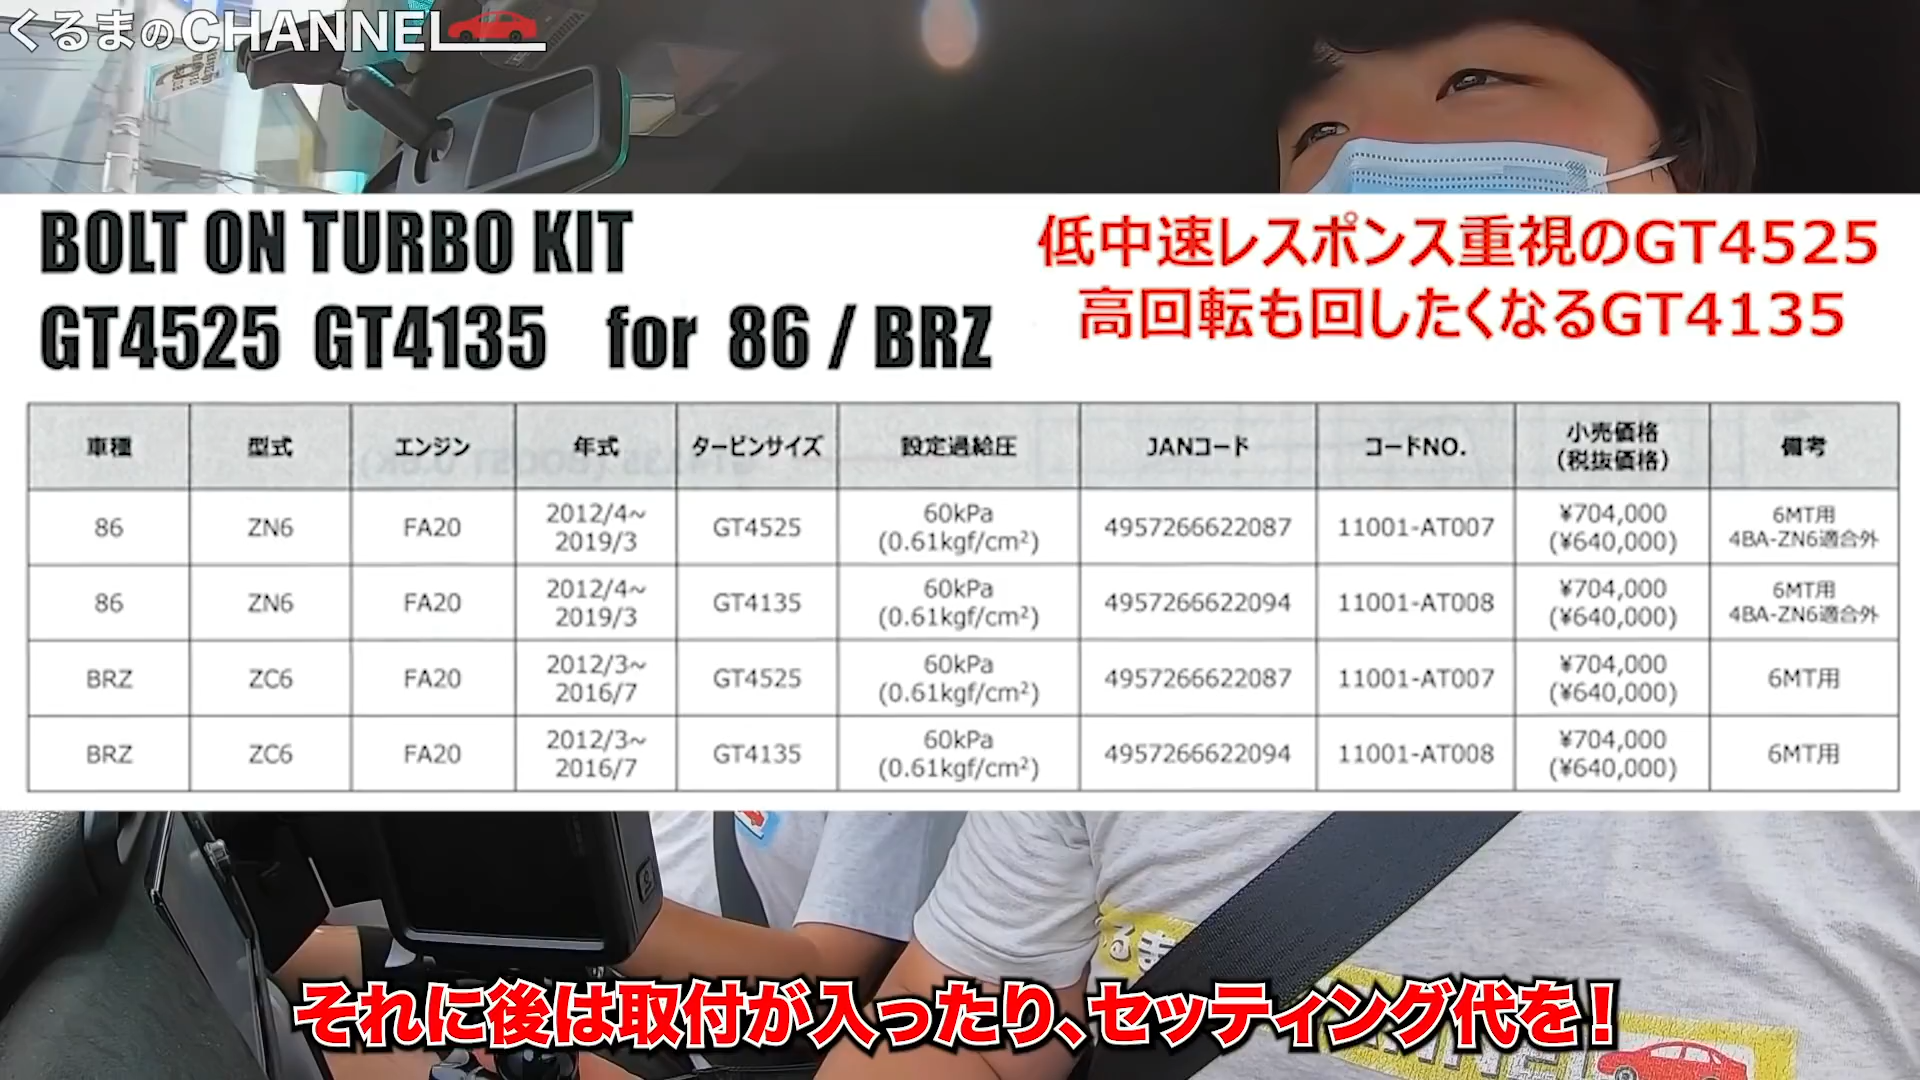 くるまのCHANNEL
BOLT ON TURBO KIT
GT4525 GT4135 for 86 / BRZ
低中速レスポンス重視のGT4525
高回転も回したくなるGT4135
車種 型式 エンジン 年式 タービンサイズ 設定過給圧 JANコード コードNO. 小売価格 (税抜価格) 備考
86 ZN6 FA20 2012/4~ 2019/3 GT4525 60kPa (0.61kgf/cm²) 4957266622087 11001-AT007 ¥704,000 (¥640,000) 6MT用 4BA-ZN6適合外
86 ZN6 FA20 2012/4~ 2019/3 GT4135 60kPa (0.61kgf/cm²) 4957266622094 11001-AT008 ¥704,000 (¥640,000) 6MT用 4BA-ZN6適合外
BRZ ZC6 FA20 2012/3~ 2016/7 GT4525 60kPa (0.61kgf/cm²) 4957266622087 11001-AT007 ¥704,000 (¥640,000) 6MT用
BRZ ZC6 FA20 2012/3~ 2016/7 GT4135 60kPa (0.61kgf/cm²) 4957266622094 11001-AT008 ¥704,000 (¥640,000) 6MT用
それに後は取付が入ったり、セッティング代を！